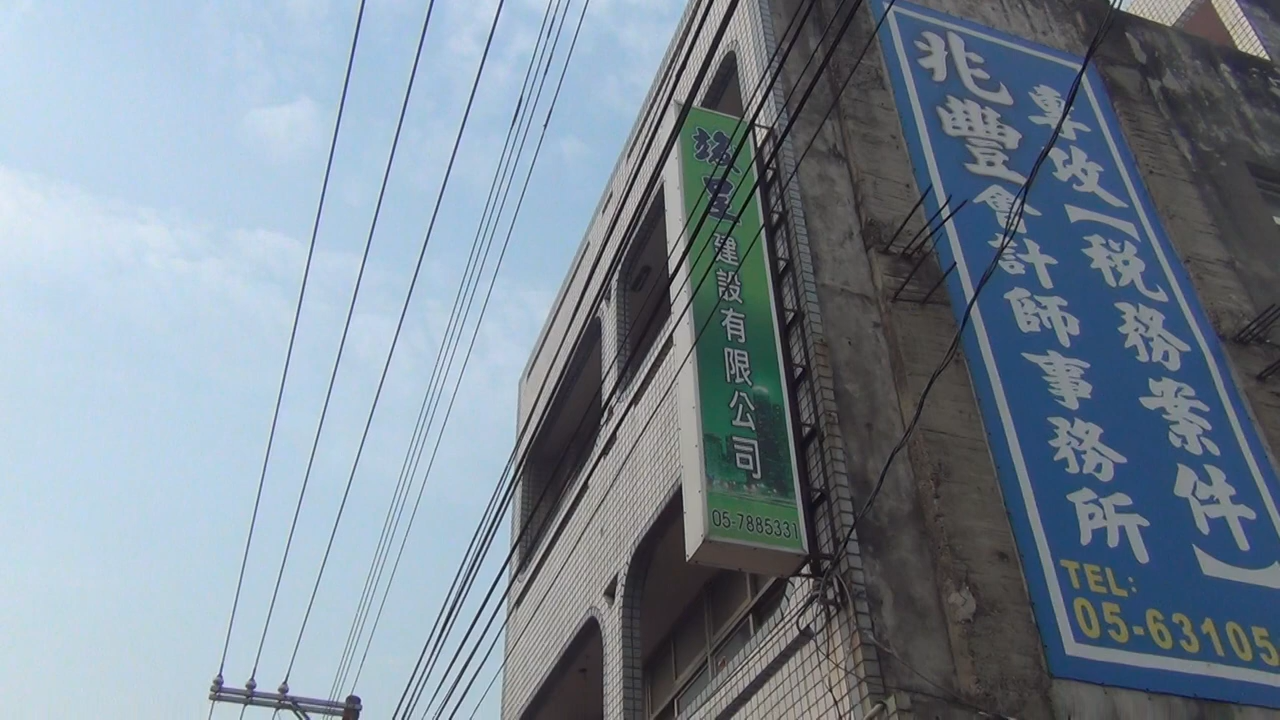 建設有限公司
05-7885331
兆豐會計師事務所
專攻【稅務案件】
TEL:
05-63105